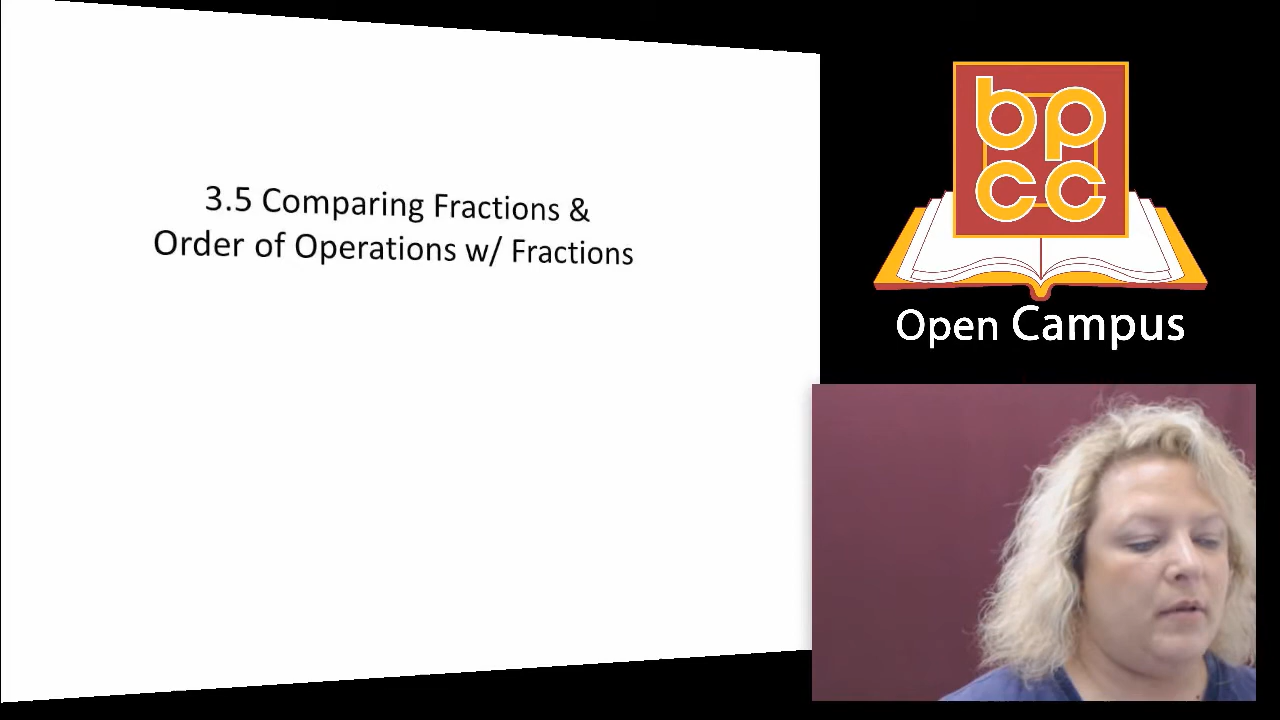 3.5 Comparing Fractions &
Order of Operations w/ Fractions
bp
cc
Open Campus